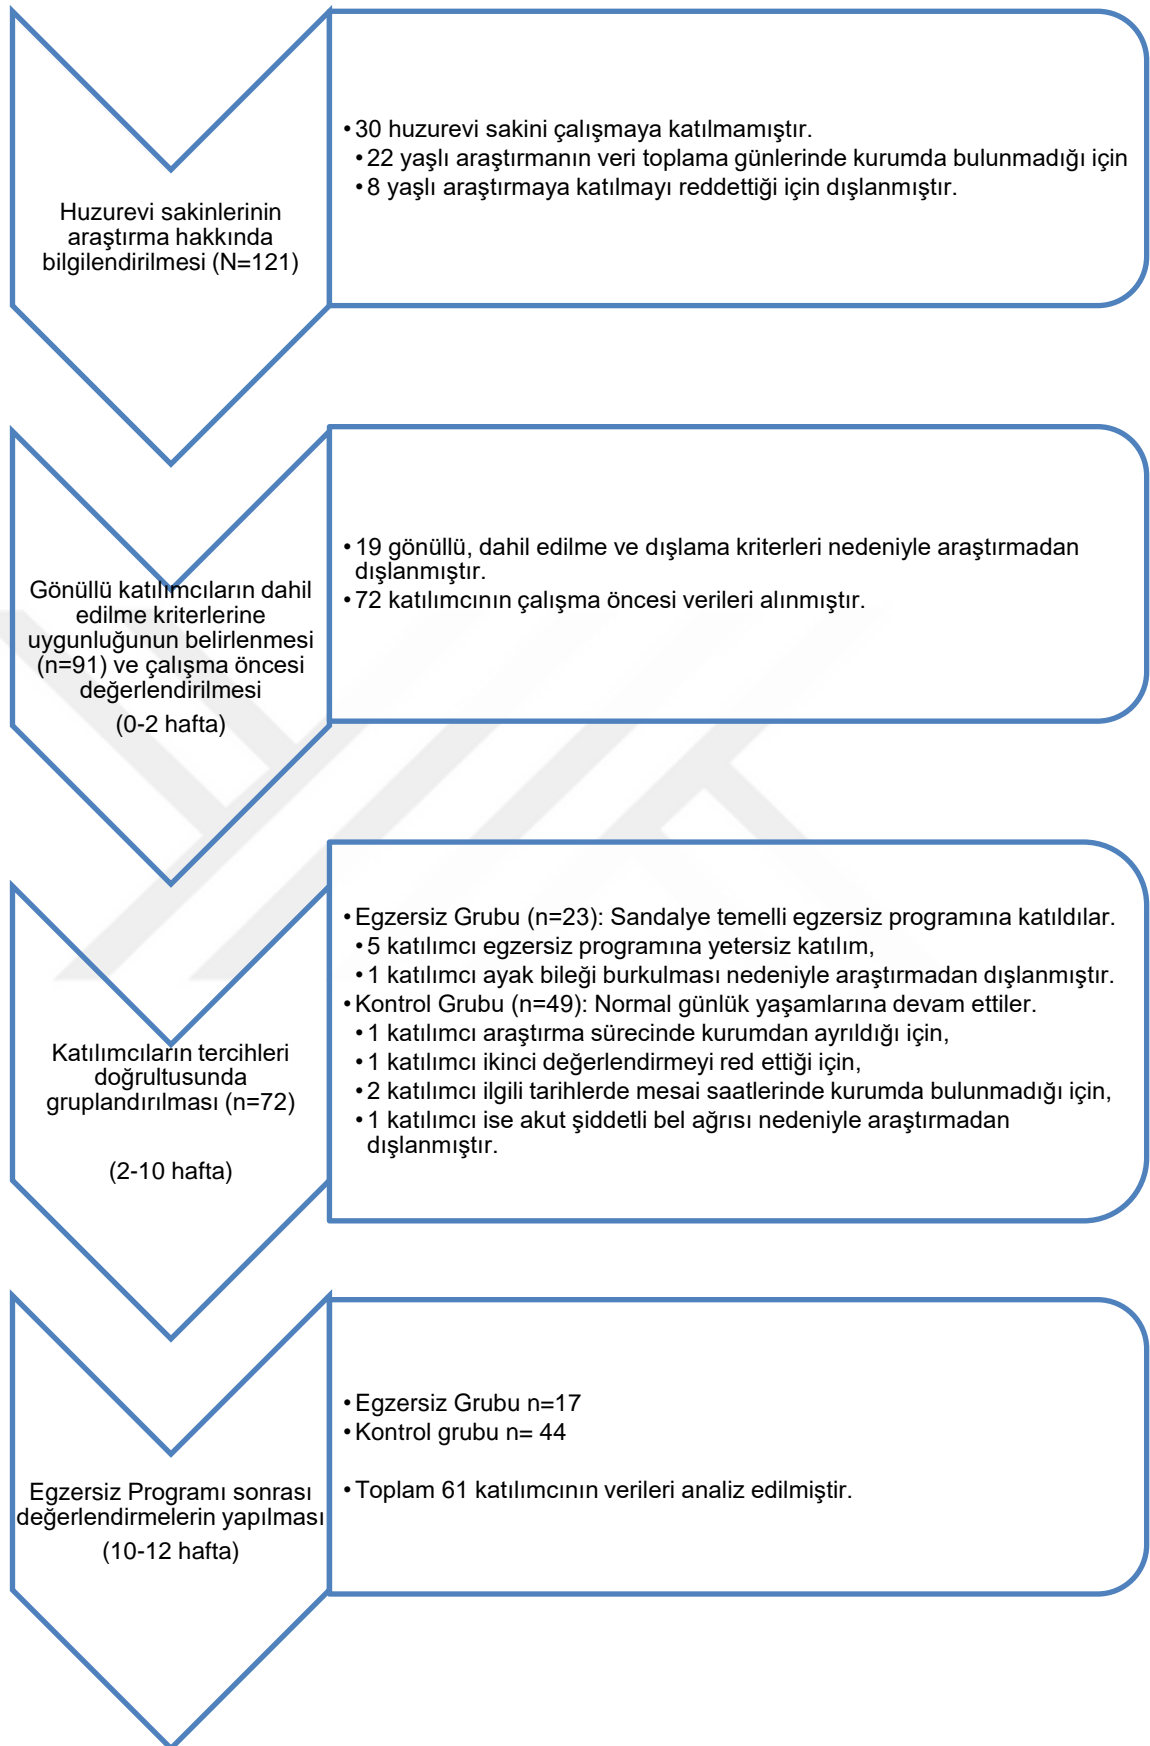 Huzurevi sakinlerinin
araştırma hakkında
bilgilendirilmesi (N=121)
•30 huzurevi sakini çalışmaya katılmamıştır.
•22 yaşlı araştırmanın veri toplama günlerinde kurumda bulunmadığı için
•8 yaşlı araştırmaya katılmayı reddettiği için dışlanmıştır.
Gönüllü katılımcıların dahil
edilme kriterlerine
uygunluğunun belirlenmesi
(n=91) ve çalışma öncesi
değerlendirilmesi
(0-2 hafta)
•19 gönüllü, dahil edilme ve dışlama kriterleri nedeniyle araştırmadan
dışlanmıştır.
•72 katılımcının çalışma öncesi verileri alınmıştır.
Katılımcıların tercihleri
doğrultusunda
gruplandırılması (n=72)
(2-10 hafta)
•Egzersiz Grubu (n=23): Sandalye temelli egzersiz programına katıldılar.
•5 katılımcı egzersiz programına yetersiz katılım,
•1 katılımcı ayak bileği burkulması nedeniyle araştırmadan dışlanmıştır.
•Kontrol Grubu (n=49): Normal günlük yaşamlarına devam ettiler.
•1 katılımcı araştırma sürecinde kurumdan ayrıldığı için,
•1 katılımcı ikinci değerlendirmeyi red ettiği için,
•2 katılımcı ilgili tarihlerde mesai saatlerinde kurumda bulunmadığı için,
•1 katılımcı ise akut şiddetli bel ağrısı nedeniyle araştırmadan
dışlanmıştır.
Egzersiz Programı sonrası
değerlendirmelerin yapılması
(10-12 hafta)
•Egzersiz Grubu n=17
•Kontrol grubu n= 44
•Toplam 61 katılımcının verileri analiz edilmiştir.